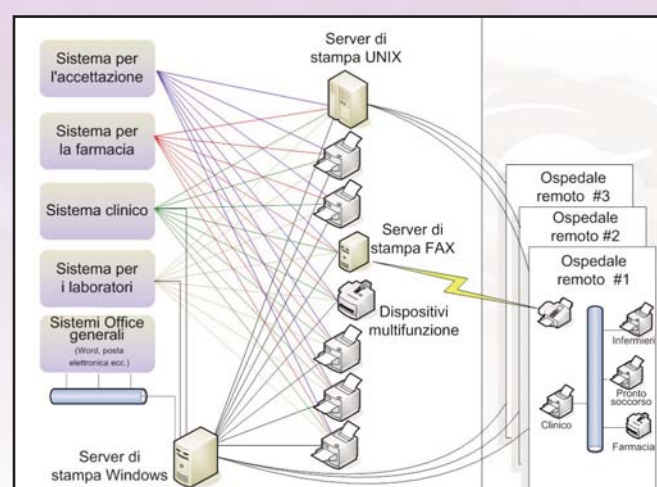 Sistema per
l'accettazione
Sistema per
la farmacia
Sistema clinico
Sistema per
i laboratori
Sistemi Office
generali
(Word, posta
elettronica ecc.)
Server di
stampa Windows
Server di
stampa UNIX
Server di
stampa FAX
Dispositivi
multifunzione
Ospedale
remoto #3
Ospedale
remoto #2
Ospedale
remoto #1
Infermieri
Pronto
soccorso
Clinico
Farmacia